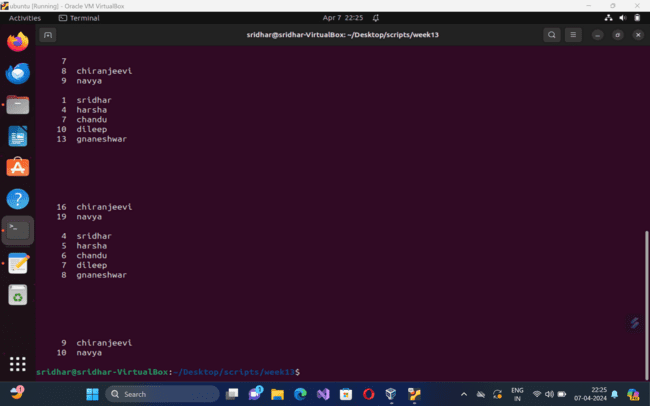 ubuntu [Running] - Oracle VM VirtualBox
Activities Terminal Apr 7 22:25
sridhar@sridhar-VirtualBox: ~/Desktop/scripts/week13
7
8 chiranjeevi
9 navya
1 sridhar
4 harsha
7 chandu
10 dileep
13 gnaneshwar
16 chiranjeevi
19 navya
4 sridhar
5 harsha
6 chandu
7 dileep
8 gnaneshwar
9 chiranjeevi
10 navya
sridhar@sridhar-VirtualBox:~/Desktop/scripts/week13$
Search
ENG
IN
22:25
07-04-2024